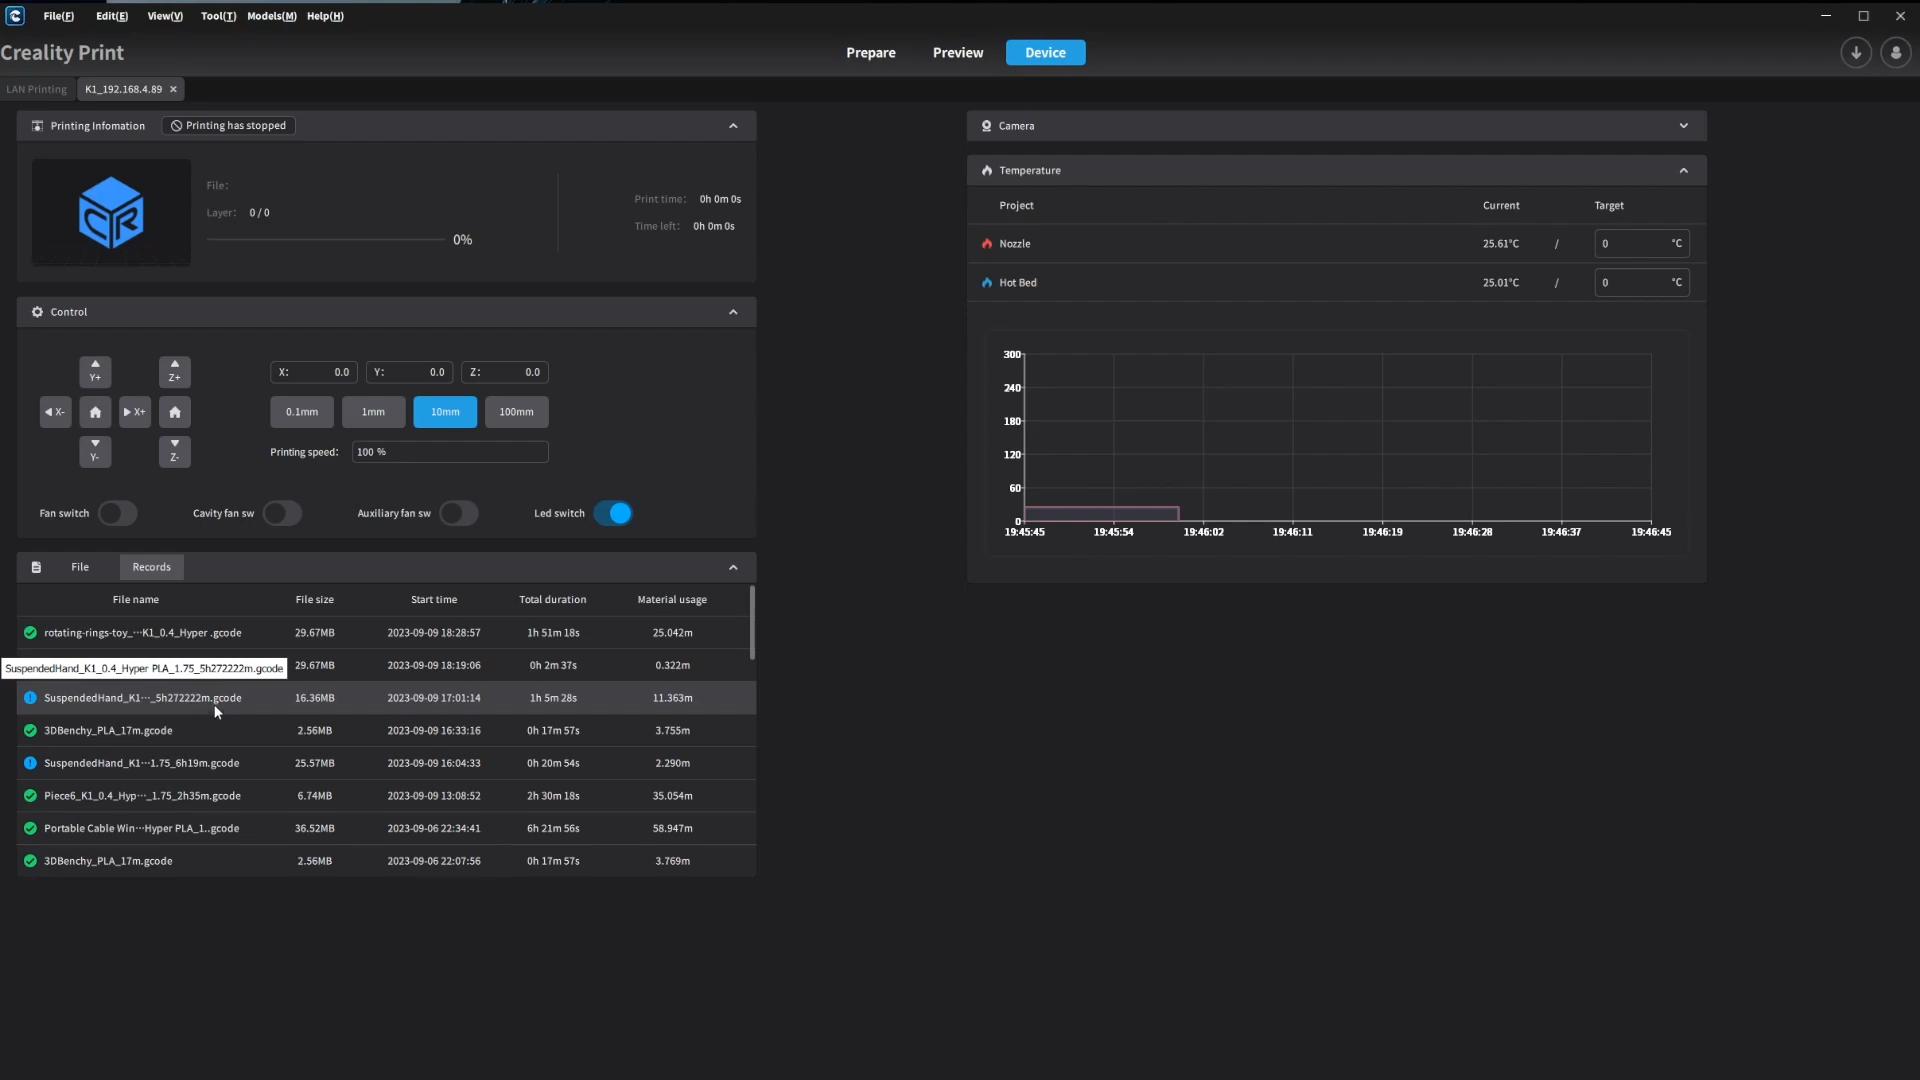 File(F) Edit(E) View(V) Tool(T) Models(M) Help(H)
Creality Print
Prepare Preview Device
LAN Printing K1_192.168.4.89
Printing Infomation Printing has stopped
File:
Layer: 0 / 0
0%
Print time: 0h 0m 0s
Time left: 0h 0m 0s
Control
Y+ Z+
X- X+
Y- Z-
X: 0.0 Y: 0.0 Z: 0.0
0.1mm 1mm 10mm 100mm
Printing speed: 100 %
Fan switch Cavity fan sw Auxiliary fan sw Led switch
File Records
File name File size Start time Total duration Material usage
rotating-rings-toy_···K1_0.4_Hyper .gcode 29.67MB 2023-09-09 18:28:57 1h 51m 18s 25.042m
SuspendedHand_K1_0.4_Hyper PLA_1.75_5h272222m.gcode 29.67MB 2023-09-09 18:19:06 0h 2m 37s 0.322m
SuspendedHand_K1···_5h272222m.gcode 16.36MB 2023-09-09 17:01:14 1h 5m 28s 11.363m
3DBenchy_PLA_17m.gcode 2.56MB 2023-09-09 16:33:16 0h 17m 57s 3.755m
SuspendedHand_K1···1.75_6h19m.gcode 25.57MB 2023-09-09 16:04:33 0h 20m 54s 2.290m
Piece6_K1_0.4_Hyp···_1.75_2h35m.gcode 6.74MB 2023-09-09 13:08:52 2h 30m 18s 35.054m
Portable Cable Win···Hyper PLA_1..gcode 36.52MB 2023-09-06 22:34:41 6h 21m 56s 58.947m
3DBenchy_PLA_17m.gcode 2.56MB 2023-09-06 22:07:56 0h 17m 57s 3.769m
Camera
Temperature
Project Current Target
Nozzle 25.61°C / 0 °C
Hot Bed 25.01°C / 0 °C
300
240
180
120
60
0
19:45:45 19:45:54 19:46:02 19:46:11 19:46:19 19:46:28 19:46:37 19:46:45